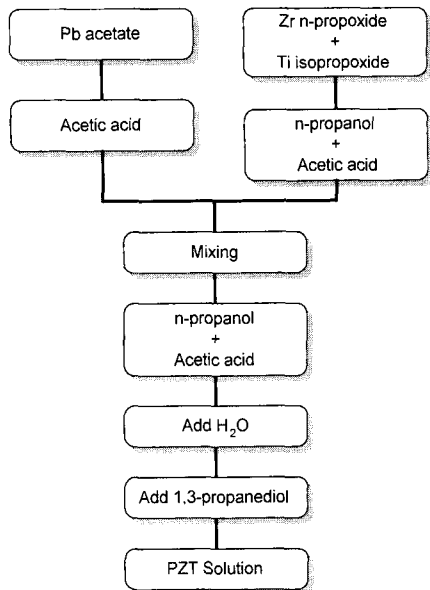 Pb acetate
Acetic acid
Zr n-propoxide
+
Ti isopropoxide
n-propanol
+
Acetic acid
Mixing
n-propanol
+
Acetic acid
Add H₂O
Add 1,3-propanediol
PZT Solution